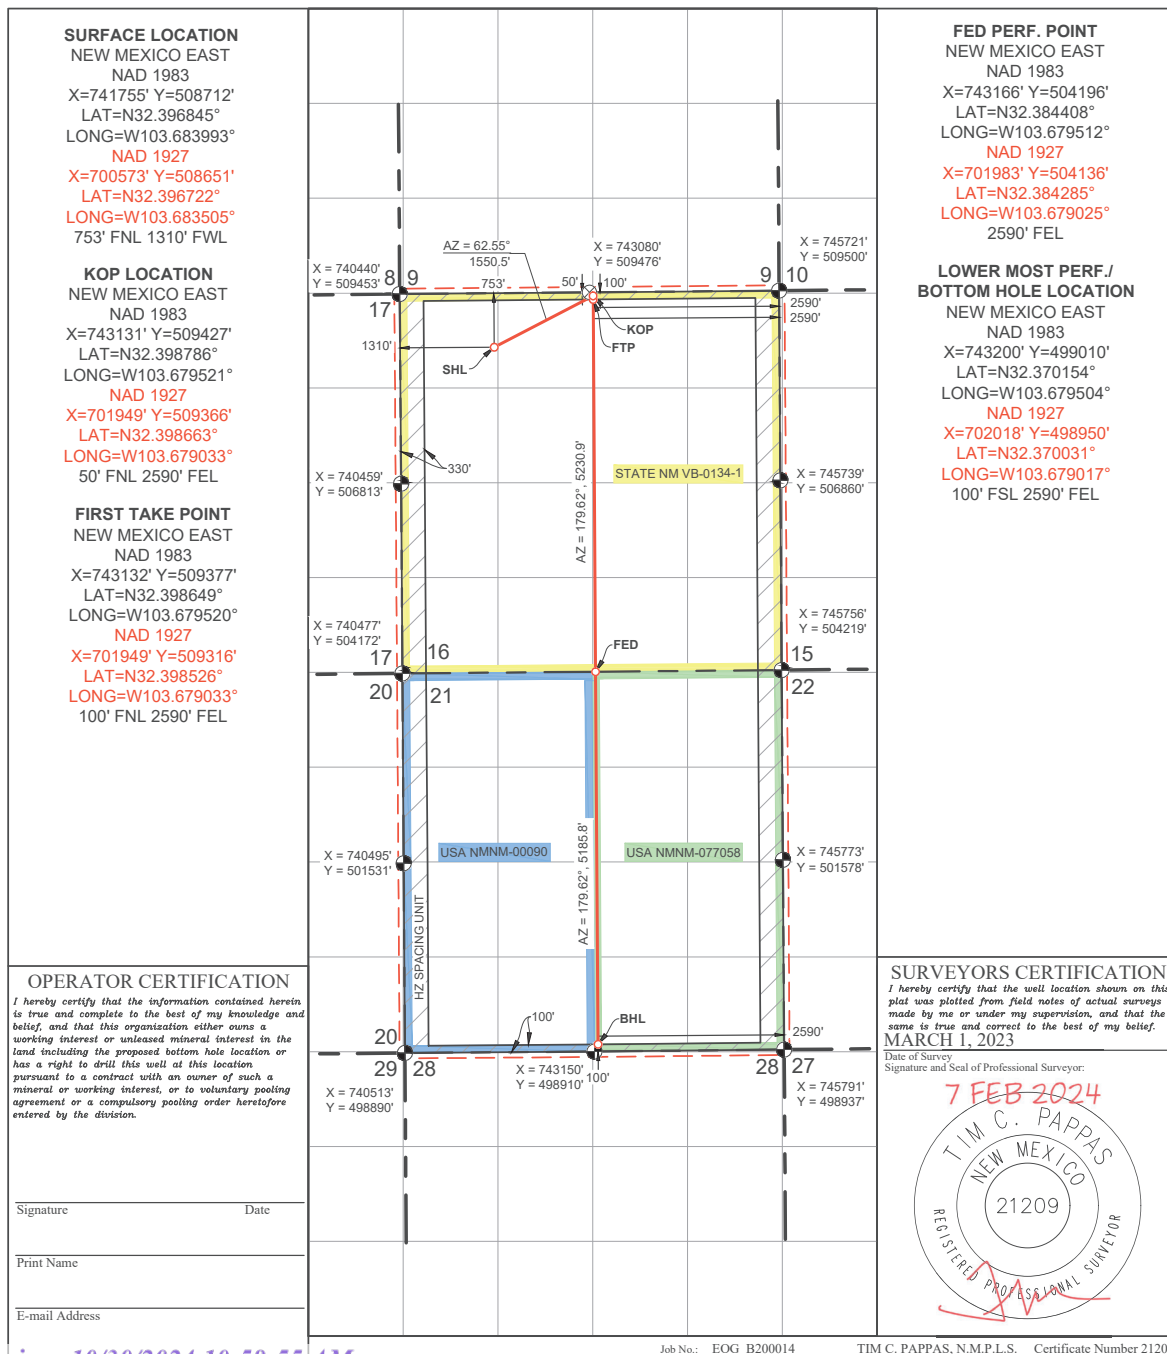 SURFACE LOCATION
NEW MEXICO EAST
NAD 1983
X=741755' Y=508712'
LAT=N32.396845°
LONG=W103.683993°
NAD 1927
X=700573' Y=508651'
LAT=N32.396722°
LONG=W103.683505°
753' FNL 1310' FWL
KOP LOCATION
NEW MEXICO EAST
NAD 1983
X=743131' Y=509427'
LAT=N32.398786°
LONG=W103.679521°
NAD 1927
X=701949' Y=509366'
LAT=N32.398663°
LONG=W103.679033°
50' FNL 2590' FEL
FIRST TAKE POINT
NEW MEXICO EAST
NAD 1983
X=743132' Y=509377'
LAT=N32.398649°
LONG=W103.679520°
NAD 1927
X=701949' Y=509316'
LAT=N32.398526°
LONG=W103.679033°
100' FNL 2590' FEL
OPERATOR CERTIFICATION
I hereby certify that the information contained herein
is true and complete to the best of my knowledge and
belief, and that this organization either owns a
working interest or unleased mineral interest in the
land including the proposed bottom hole location or
has a right to drill this well at this location
pursuant to a contract with an owner of such a
mineral or working interest, or to voluntary pooling
agreement or a compulsory pooling order heretofore
entered by the division.
Signature Date
Print Name
E-mail Address
AZ = 62.55°
1550.5'
X = 743080'
Y = 509476'
X = 745721'
Y = 509500'
X = 740440'
Y = 509453'
8 9
753'
50'
100'
9 10
17
2590'
2590'
KOP
FTP
1310'
SHL
330'
X = 740459'
Y = 506813'
AZ = 179.62°, 5230.9'
STATE NM VB-0134-1
X = 745739'
Y = 506860'
X = 740477'
Y = 504172'
X = 745756'
Y = 504219'
FED
17 16
15
20 21
22
X = 740495'
Y = 501531'
USA NMNM-00090
AZ = 179.62°, 5185.8'
USA NMNM-077058
X = 745773'
Y = 501578'
HZ SPACING UNIT
100'
BHL
2590'
20
29 28
28 27
X = 743150'
Y = 498910'
100'
X = 740513'
Y = 498890'
X = 745791'
Y = 498937'
FED PERF. POINT
NEW MEXICO EAST
NAD 1983
X=743166' Y=504196'
LAT=N32.384408°
LONG=W103.679512°
NAD 1927
X=701983' Y=504136'
LAT=N32.384285°
LONG=W103.679025°
2590' FEL
LOWER MOST PERF./
BOTTOM HOLE LOCATION
NEW MEXICO EAST
NAD 1983
X=743200' Y=499010'
LAT=N32.370154°
LONG=W103.679504°
NAD 1927
X=702018' Y=498950'
LAT=N32.370031°
LONG=W103.679017°
100' FSL 2590' FEL
SURVEYORS CERTIFICATION
I hereby certify that the well location shown on this
plat was plotted from field notes of actual surveys
made by me or under my supervision, and that the
same is true and correct to the best of my belief.
MARCH 1, 2023
Date of Survey
Signature and Seal of Professional Surveyor:
7 FEB 2024
TIM C. PAPPAS
NEW MEXICO
21209
REGISTERED PROFESSIONAL SURVEYOR
10/30/2024 10:59:55 AM
Job No.: EOG_B200014
TIM C. PAPPAS, N.M.P.L.S.
Certificate Number 2120